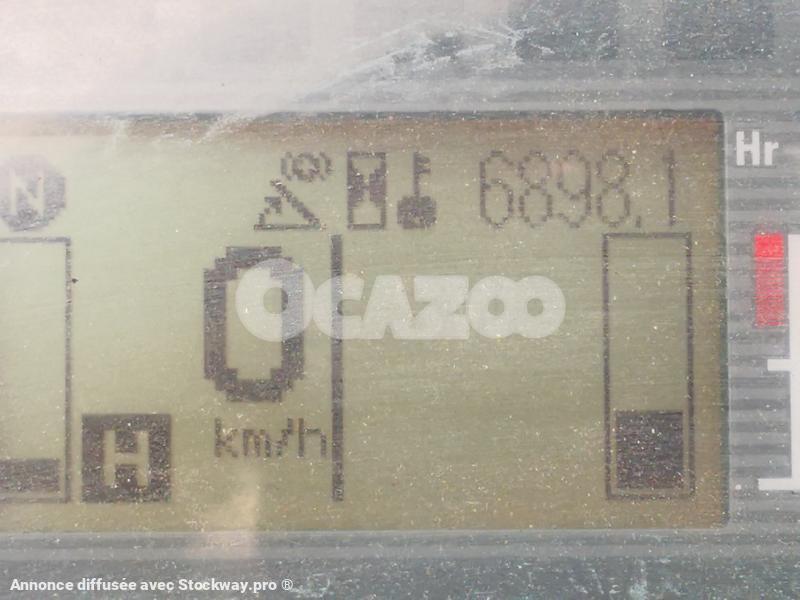 N 6898,1 Hr
0
OCAZOO
km/h
H
Annonce diffusée avec Stockway.pro ®